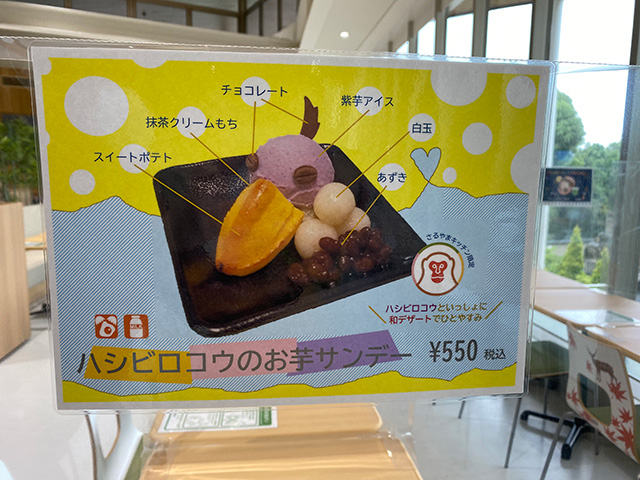 チョコレート
紫芋アイス
抹茶クリームもち
白玉
スイートポテト
あずき
さるやまキッチン限定
ハシビロコウといっしょに
和デザートでひとやすみ
MILK
ハシビロコウのお芋サンデー ¥550 税込